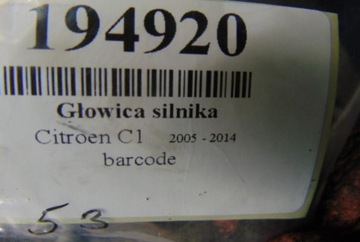 194920
Głowica silnika
Citroen C1 2005 - 2014
barcode
53